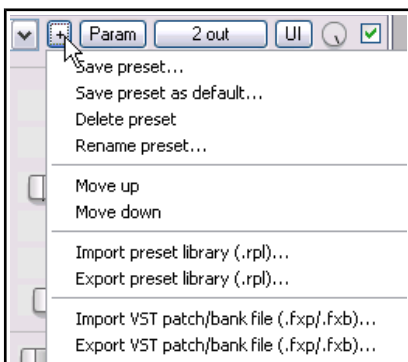 + Param 2 out UI
Save preset...
Save preset as default...
Delete preset
Rename preset...
Move up
Move down
Import preset library (.rpl)...
Export preset library (.rpl)...
Import VST patch/bank file (.fxp/.fxb)...
Export VST patch/bank file (.fxp/.fxb)...